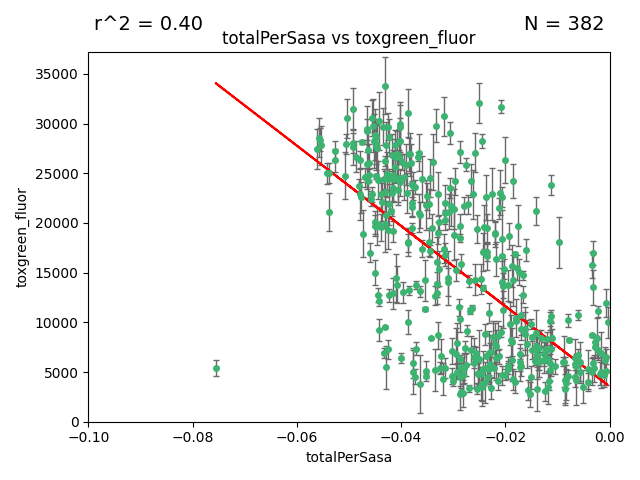 r^2 = 0.40
N = 382
totalPerSasa vs toxgreen_fluor
35000
30000
25000
20000
15000
10000
5000
0
toxgreen_fluor
−0.10
−0.08
−0.06
−0.04
−0.02
0.00
totalPerSasa